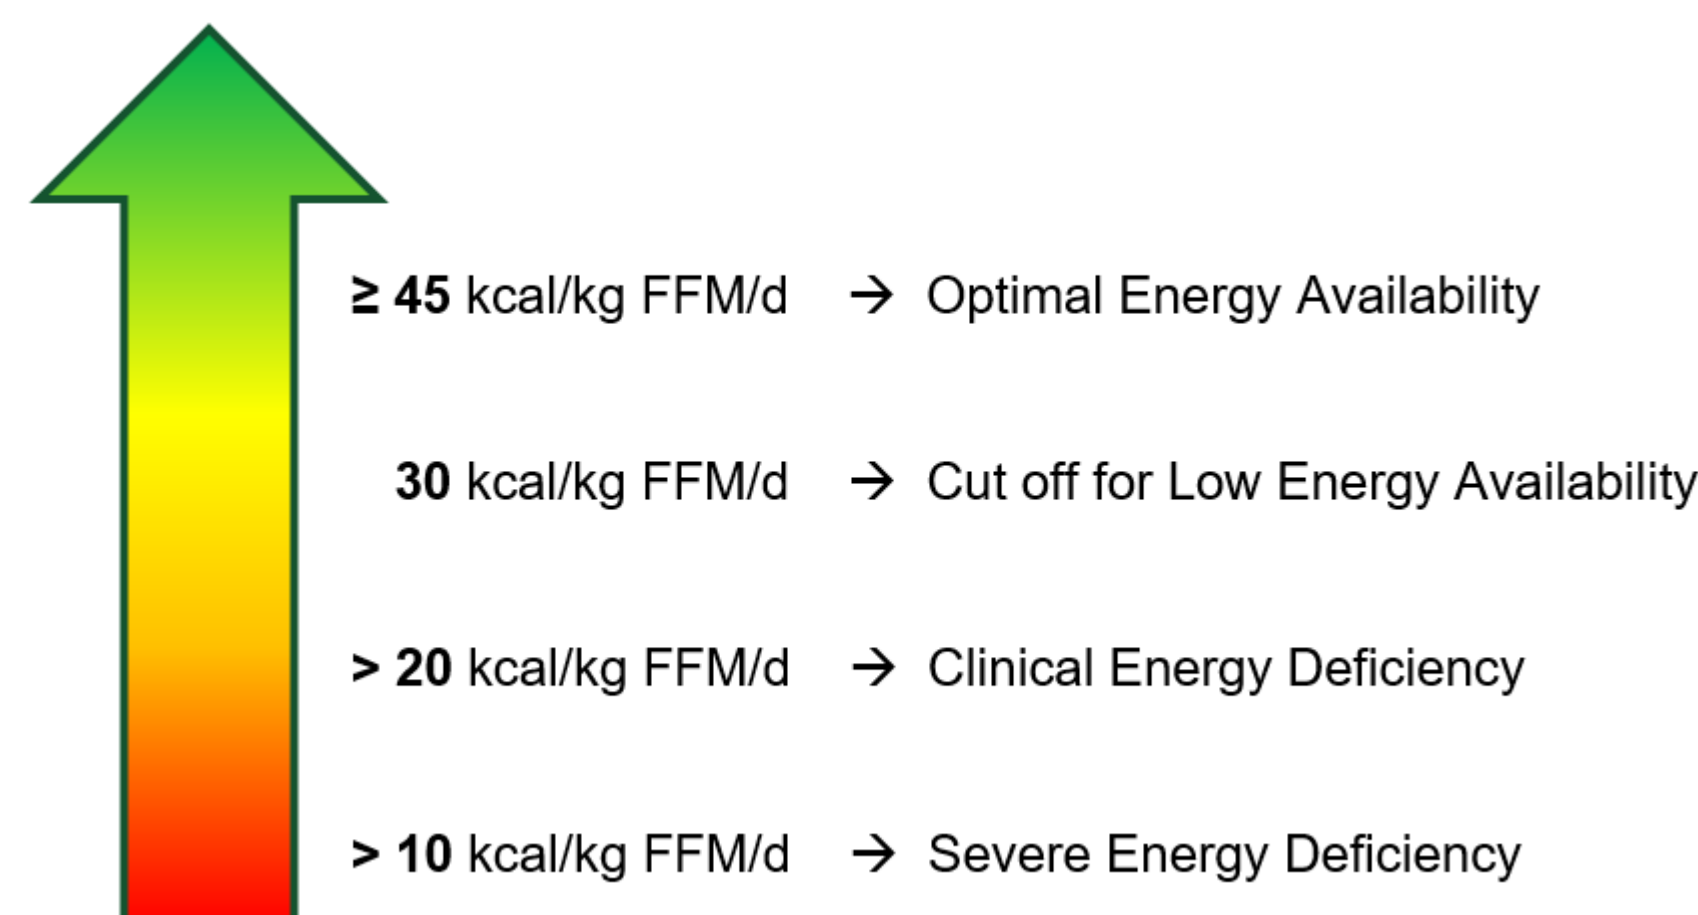 ≥ 45 kcal/kg FFM/d → Optimal Energy Availability
30 kcal/kg FFM/d → Cut off for Low Energy Availability
> 20 kcal/kg FFM/d → Clinical Energy Deficiency
> 10 kcal/kg FFM/d → Severe Energy Deficiency